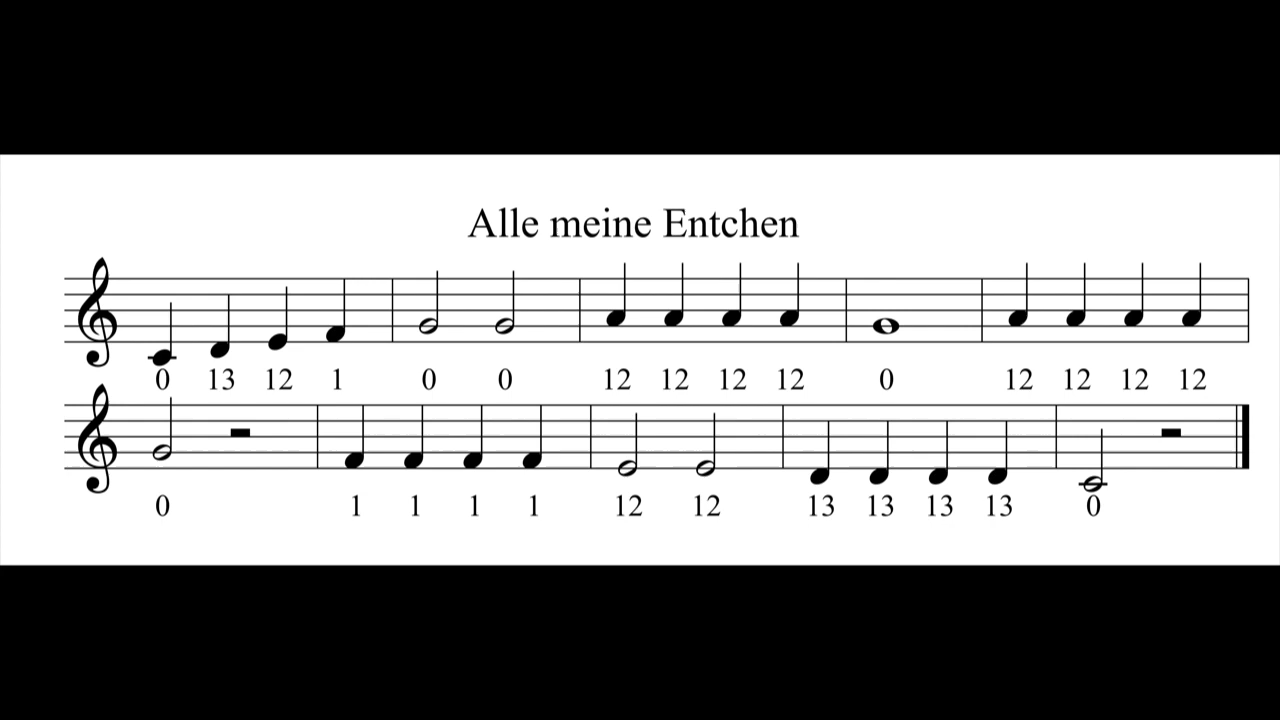 Alle meine Entchen
0 13 12 1 0 0 12 12 12 12 0 12 12 12 12
0 1 1 1 1 12 12 13 13 13 13 0